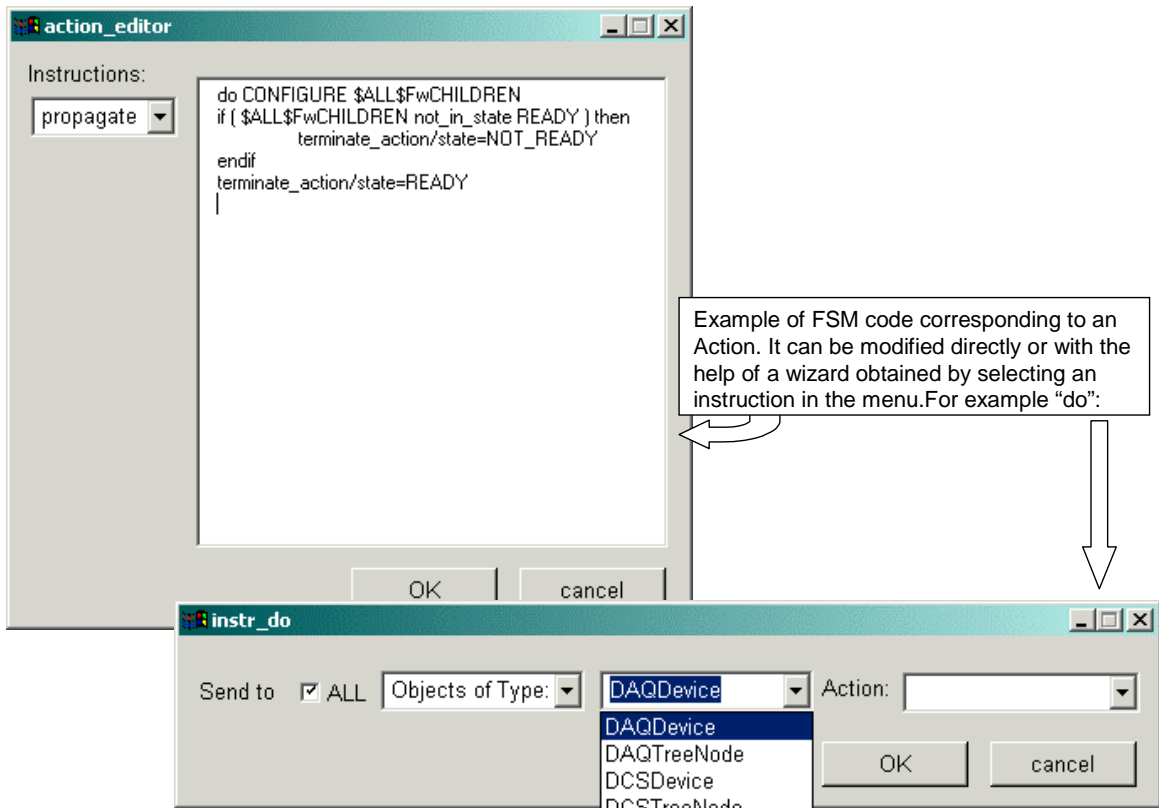 action_editor
Instructions:
propagate
do CONFIGURE $ALL$FwCHILDREN
if ( $ALL$FwCHILDREN not_in_state READY ) then
terminate_action/state=NOT_READY
endif
terminate_action/state=READY
OK cancel
Example of FSM code corresponding to an
Action. It can be modified directly or with the
help of a wizard obtained by selecting an
instruction in the menu.For example “do”:
instr_do
Send to ALL Objects of Type: DAQDevice Action:
DAQDevice
DAQTreeNode
DCSDevice
DCSTreeNode
OK cancel